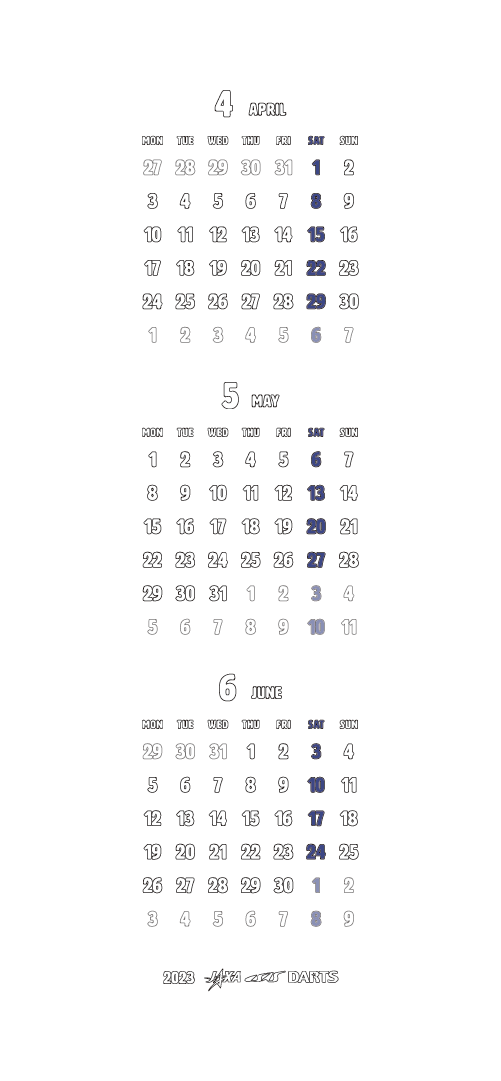 4 APRIL
MON TUE WED THU FRI SAT SUN
27 28 29 30 31 1 2
3 4 5 6 7 8 9
10 11 12 13 14 15 16
17 18 19 20 21 22 23
24 25 26 27 28 29 30
1 2 3 4 5 6 7
5 MAY
MON TUE WED THU FRI SAT SUN
1 2 3 4 5 6 7
8 9 10 11 12 13 14
15 16 17 18 19 20 21
22 23 24 25 26 27 28
29 30 31 1 2 3 4
5 6 7 8 9 10 11
6 JUNE
MON TUE WED THU FRI SAT SUN
29 30 31 1 2 3 4
5 6 7 8 9 10 11
12 13 14 15 16 17 18
19 20 21 22 23 24 25
26 27 28 29 30 1 2
3 4 5 6 7 8 9
2023 JAXA ISAS DARTS